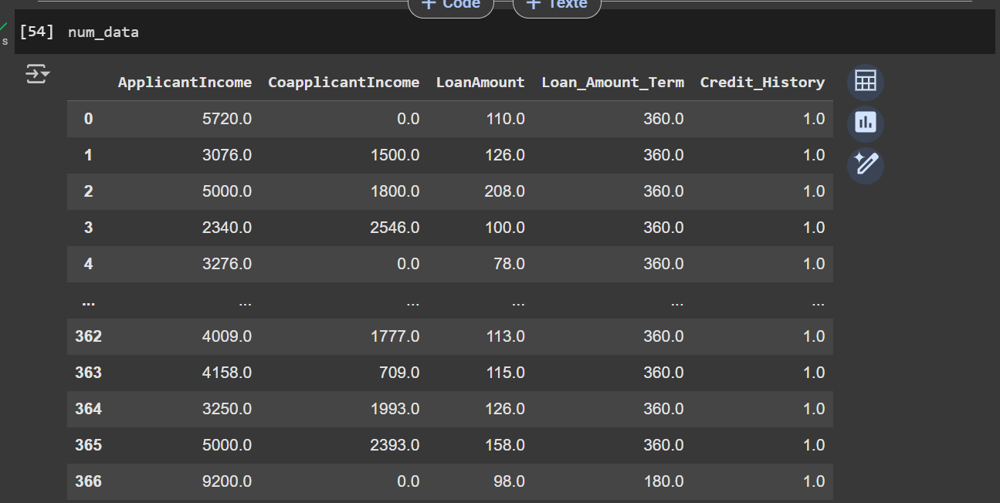 + Code + Texte
s [54] num_data
ApplicantIncome CoapplicantIncome LoanAmount Loan_Amount_Term Credit_History
0 5720.0 0.0 110.0 360.0 1.0
1 3076.0 1500.0 126.0 360.0 1.0
2 5000.0 1800.0 208.0 360.0 1.0
3 2340.0 2546.0 100.0 360.0 1.0
4 3276.0 0.0 78.0 360.0 1.0
... ... ... ... ... ...
362 4009.0 1777.0 113.0 360.0 1.0
363 4158.0 709.0 115.0 360.0 1.0
364 3250.0 1993.0 126.0 360.0 1.0
365 5000.0 2393.0 158.0 360.0 1.0
366 9200.0 0.0 98.0 180.0 1.0